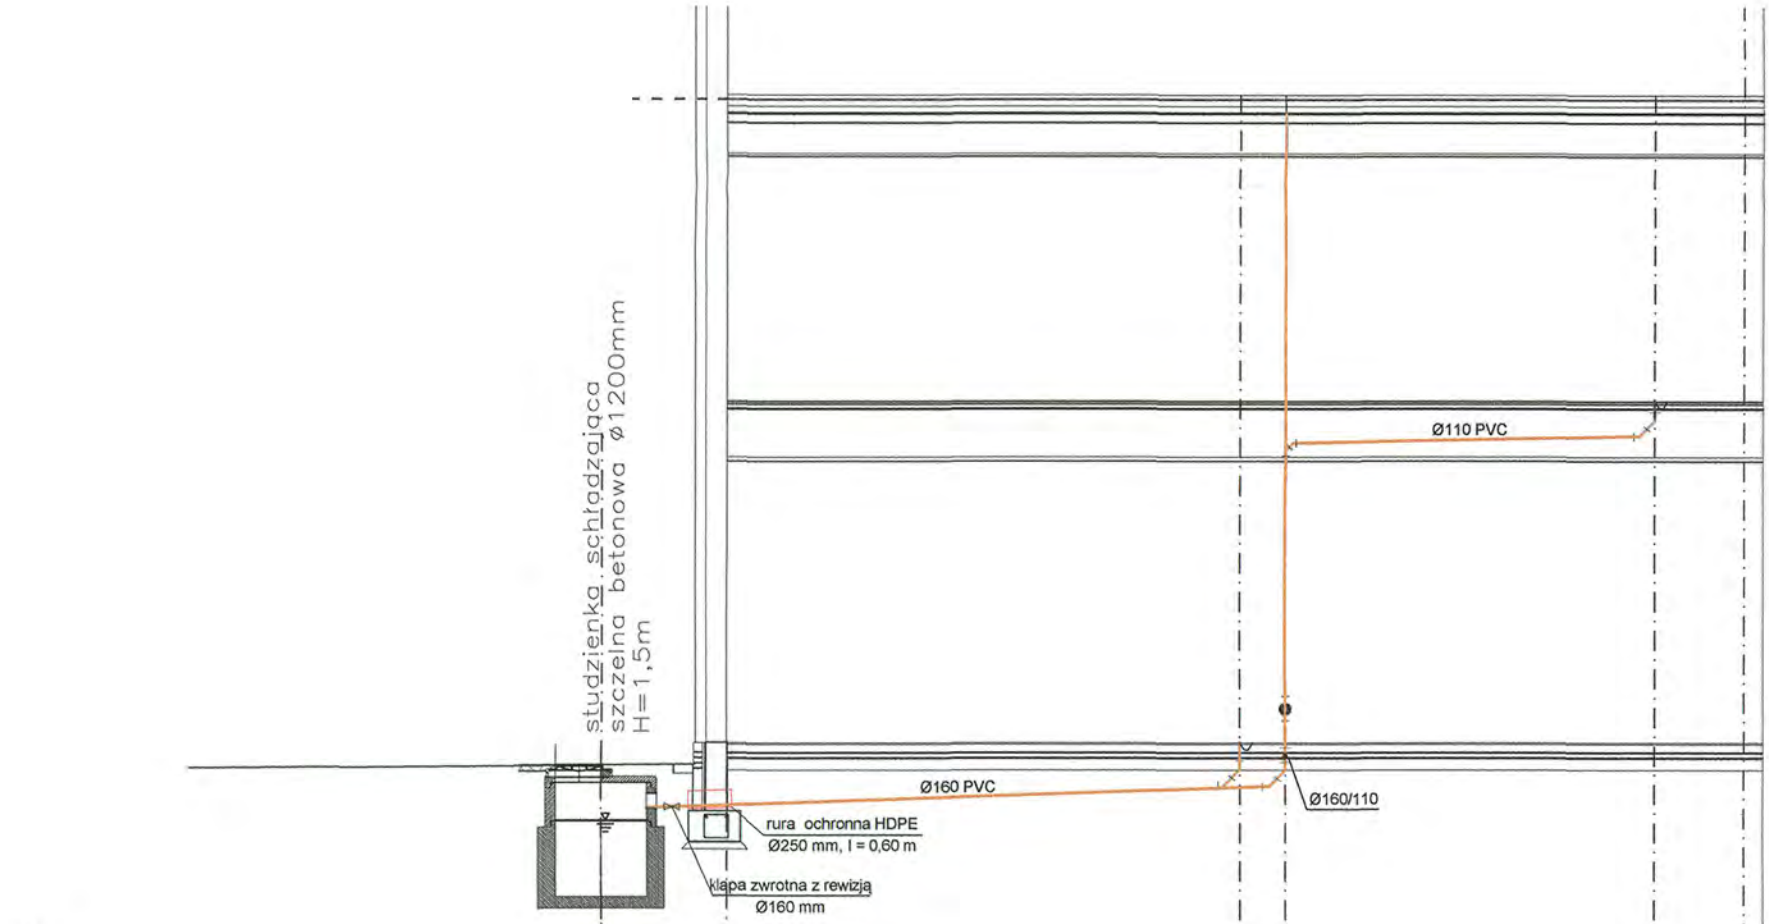 studzienka schładzająca
szczelna betonowa ø1200mm
H=1,5m
Ø110 PVC
Ø160 PVC
Ø160/110
rura ochronna HDPE
Ø250 mm, l = 0,60 m
klapa zwrotna z rewizją
Ø160 mm